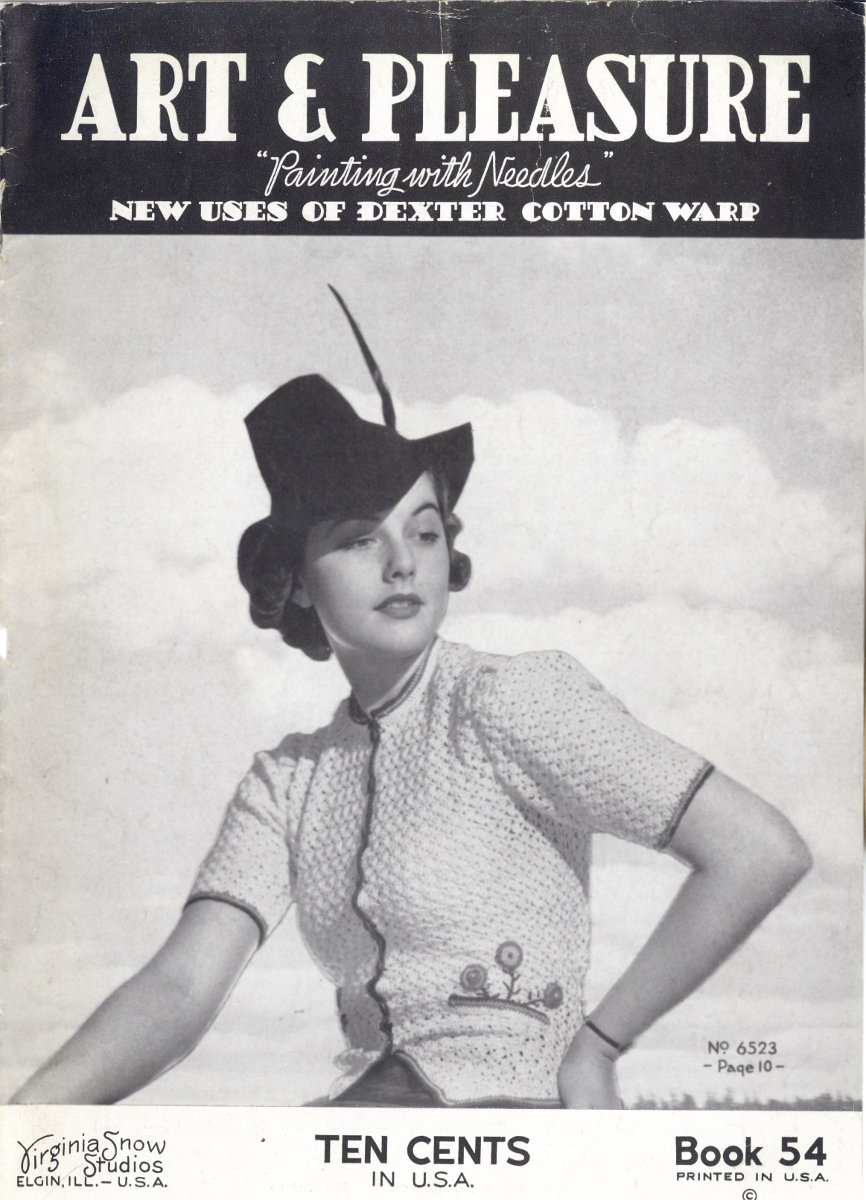 ART & PLEASURE
"Painting with Needles"
NEW USES OF DEXTER COTTON WARP
Nº 6523
- Page 10 -
Virginia Snow
Studios
ELGIN, ILL. - U.S.A.
TEN CENTS
IN U.S.A.
Book 54
PRINTED IN U.S.A.
©